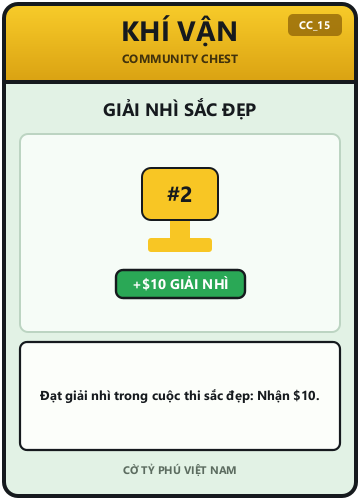 KHÍ VẬN
CC_15
COMMUNITY CHEST
GIẢI NHÌ SẮC ĐẸP
#2
+$10 GIẢI NHÌ
Đạt giải nhì trong cuộc thi sắc đẹp: Nhận $10.
CỜ TỶ PHÚ VIỆT NAM